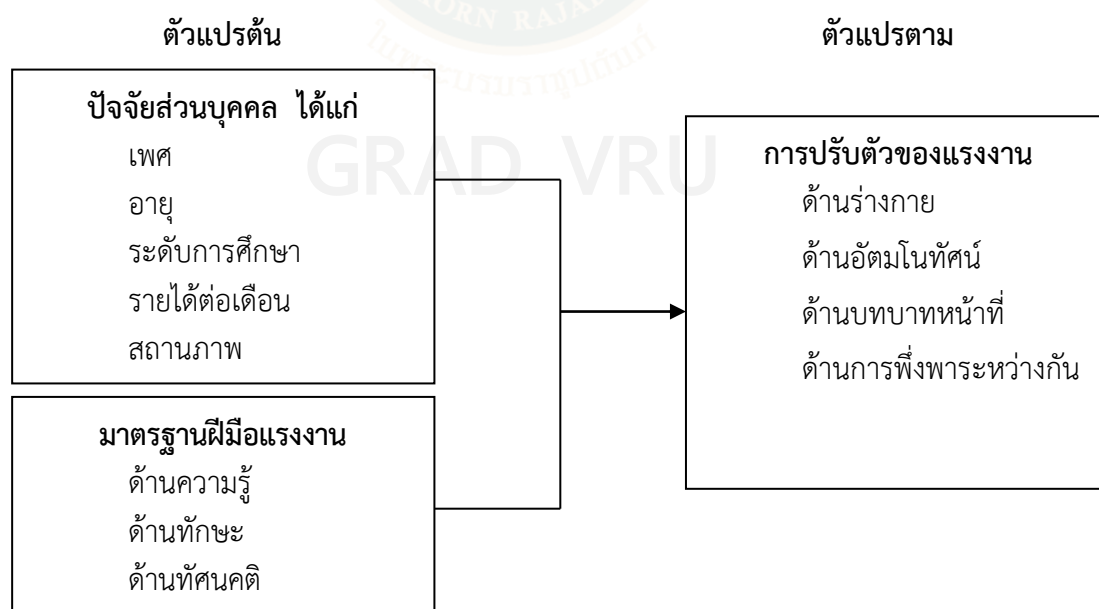 ตัวแปรต้น
ตัวแปรตาม
ปัจจัยส่วนบุคคล ได้แก่
เพศ
อายุ
ระดับการศึกษา
รายได้ต่อเดือน
สถานภาพ
มาตรฐานฝีมือแรงงาน
ด้านความรู้
ด้านทักษะ
ด้านทัศนคติ
การปรับตัวของแรงงาน
ด้านร่างกาย
ด้านอัตมโนทัศน์
ด้านบทบาทหน้าที่
ด้านการพึ่งพาระหว่างกัน
GRAD VRU